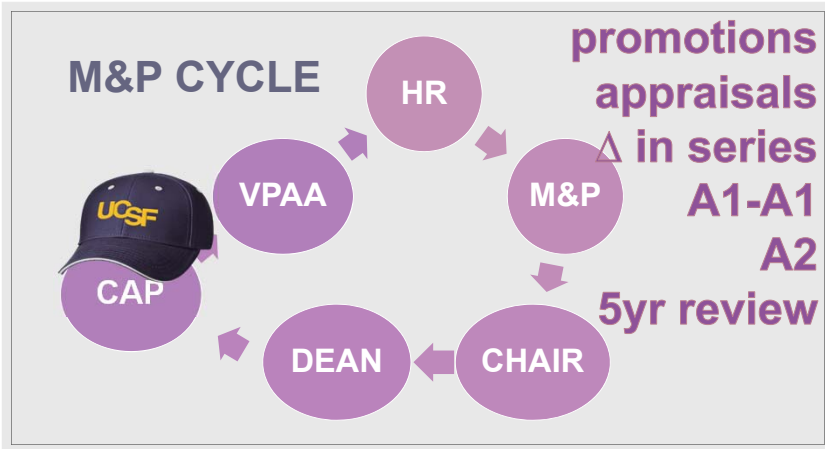 M&P CYCLE
HR
M&P
CHAIR
DEAN
CAP
UCSF
VPAA
promotions
appraisals
Δ in series
A1-A1
A2
5yr review